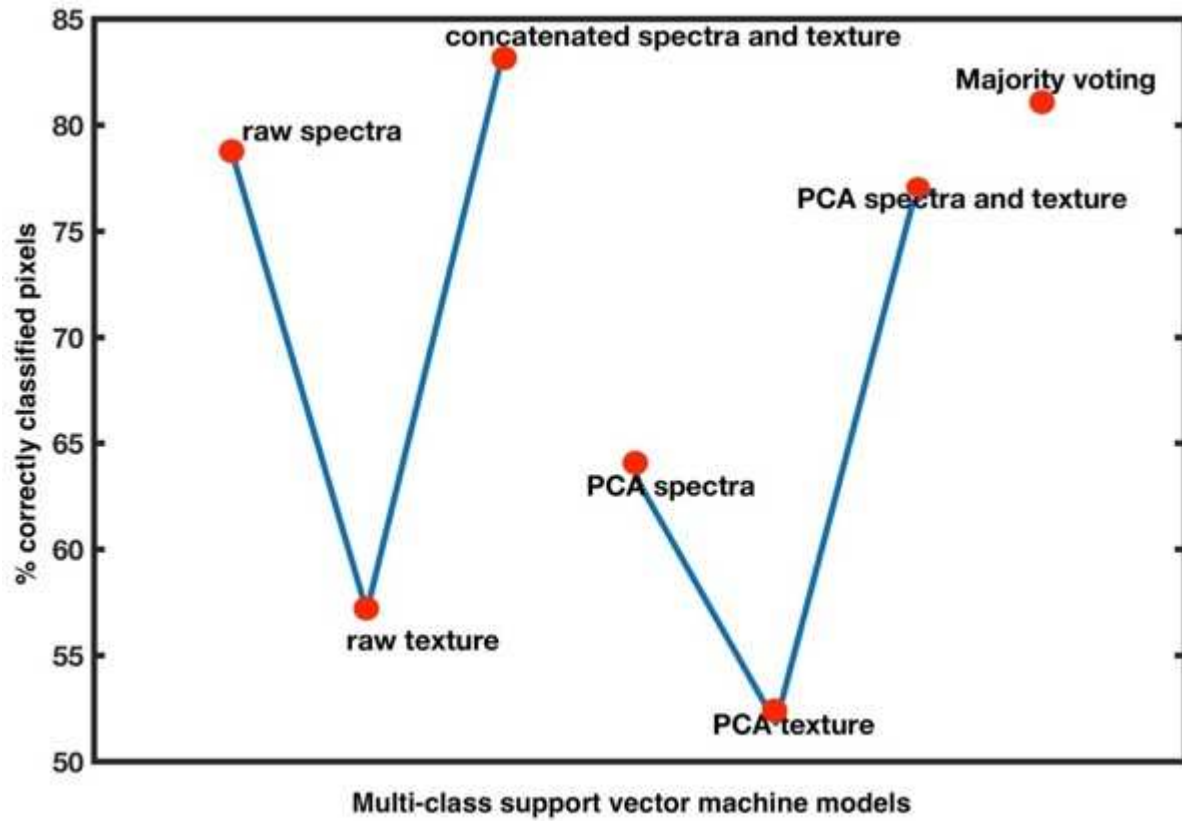 85
concatenated spectra and texture
Majority voting
80
raw spectra
PCA spectra and texture
75
% correctly classified pixels
70
65
PCA spectra
60
raw texture
55
PCA texture
50
Multi-class support vector machine models